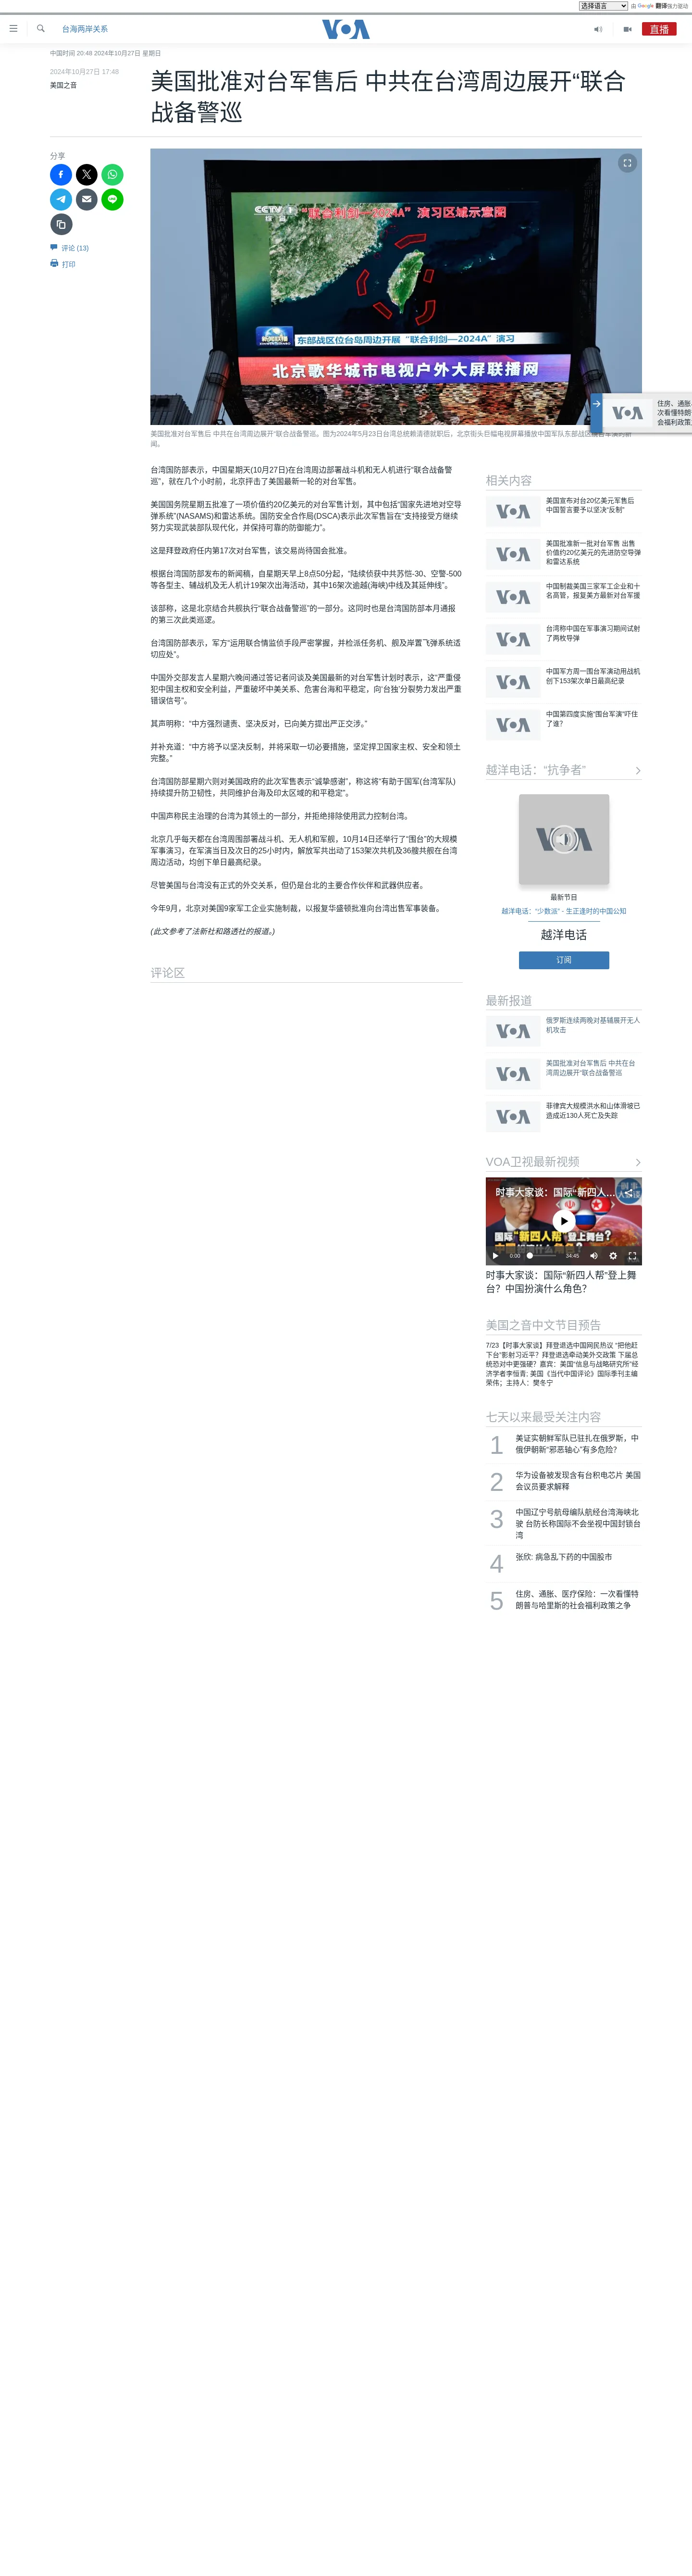 选择语言
由 Google 翻译强力驱动
台海两岸关系
VOA
直播
中国时间 20:48 2024年10月27日 星期日
2024年10月27日 17:48
美国之音
美国批准对台军售后 中共在台湾周边展开“联合
战备警巡
分享
评论 (13)
打印
CCTV 13
“联合利剑—2024A”演习区域示意图
东部战区位台岛周边开展“联合利剑—2024A”演习
北京歌华城市电视户外大屏联播网
美国批准对台军售后 中共在台湾周边展开“联合战备警巡。图为2024年5月23日台湾总统赖清德就职后，北京街头巨幅电视屏幕播放中国军队东部战区
闻。
住房、通胀
次看懂特朗
会福利政策
台湾国防部表示，中国星期天(10月27日)在台湾周边部署战斗机和无人机进行“联合战备警
巡”，就在几个小时前，北京抨击了美国最新一轮的对台军售。
美国国务院星期五批准了一项价值约20亿美元的对台军售计划，其中包括“国家先进地对空导
弹系统”(NASAMS)和雷达系统。国防安全合作局(DSCA)表示此次军售旨在“支持接受方继续
努力实现武装部队现代化，并保持可靠的防御能力”。
这是拜登政府任内第17次对台军售，该交易尚待国会批准。
根据台湾国防部发布的新闻稿，自星期天早上8点50分起，“陆续侦获中共苏恺-30、空警-500
等各型主、辅战机及无人机计19架次出海活动，其中16架次逾越(海峡)中线及其延伸线”。
该部称，这是北京结合共舰执行“联合战备警巡”的一部分。这同时也是台湾国防部本月通报
的第三次此类巡逻。
台湾国防部表示，军方“运用联合情监侦手段严密掌握，并检派任务机、舰及岸置飞弹系统适
切应处”。
中国外交部发言人星期六晚间通过答记者问谈及美国最新的对台军售计划时表示，这“严重侵
犯中国主权和安全利益，严重破坏中美关系、危害台海和平稳定，向‘台独’分裂势力发出严重
错误信号”。
其声明称：“中方强烈谴责、坚决反对，已向美方提出严正交涉。”
并补充道：“中方将予以坚决反制，并将采取一切必要措施，坚定捍卫国家主权、安全和领土
完整。”
台湾国防部星期六则对美国政府的此次军售表示“诚挚感谢”，称这将“有助于国军(台湾军队)
持续提升防卫韧性，共同维护台海及印太区域的和平稳定”。
中国声称民主治理的台湾为其领土的一部分，并拒绝排除使用武力控制台湾。
北京几乎每天都在台湾周围部署战斗机、无人机和军舰，10月14日还举行了“围台”的大规模
军事演习，在军演当日及次日的25小时内，解放军共出动了153架次共机及36艘共舰在台湾
周边活动，均创下单日最高纪录。
尽管美国与台湾没有正式的外交关系，但仍是台北的主要合作伙伴和武器供应者。
今年9月，北京对美国9家军工企业实施制裁，以报复华盛顿批准向台湾出售军事装备。
(此文参考了法新社和路透社的报道。)
评论区
相关内容
美国宣布对台20亿美元军售后
中国誓言要予以坚决“反制”
美国批准新一批对台军售 出售
价值约20亿美元的先进防空导弹
和雷达系统
中国制裁美国三家军工企业和十
名高管，报复美方最新对台军援
台湾称中国在军事演习期间试射
了两枚导弹
中国军方周一围台军演动用战机
创下153架次单日最高纪录
中国第四度实施“围台军演”吓住
了谁?
越洋电话：“抗争者”
最新节目
越洋电话：“少数派” - 生正逢时的中国公知
越洋电话
订阅
最新报道
俄罗斯连续两晚对基辅展开无人
机攻击
美国批准对台军售后 中共在台
湾周边展开“联合战备警巡
菲律宾大规模洪水和山体滑坡已
造成近130人死亡及失踪
VOA卫视最新视频
时事大家谈：国际“新四人...
国际“新四人帮”登上舞台?
中国扮演什么角色?
0:00
34:45
时事大家谈：国际“新四人帮”登上舞
台？中国扮演什么角色？
美国之音中文节目预告
7/23【时事大家谈】拜登退选中国网民热议 “把他赶
下台”影射习近平？拜登退选牵动美外交政策 下届总
统恐对中更强硬？嘉宾：美国“信息与战略研究所”经
济学者李恒青; 美国《当代中国评论》国际季刊主编
荣伟；主持人：樊冬宁
七天以来最受关注内容
1
美证实朝鲜军队已驻扎在俄罗斯，中
俄伊朝新“邪恶轴心”有多危险?
2
华为设备被发现含有台积电芯片 美国
会议员要求解释
3
中国辽宁号航母编队航经台湾海峡北
驶 台防长称国际不会坐视中国封锁台
湾
4
张欣: 病急乱下药的中国股市
5
住房、通胀、医疗保险：一次看懂特
朗普与哈里斯的社会福利政策之争